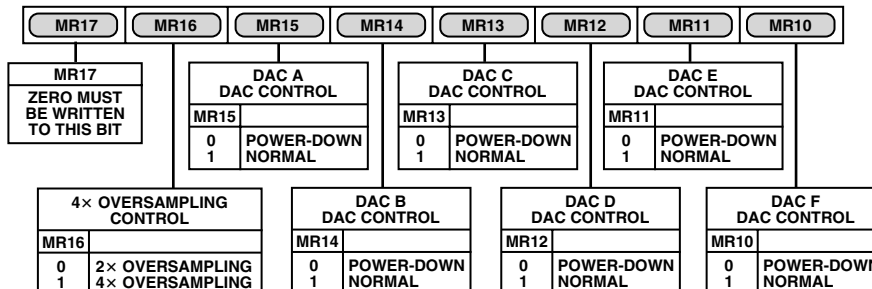 MR17 MR16 MR15 MR14 MR13 MR12 MR11 MR10
MR17
ZERO MUST
BE WRITTEN
TO THIS BIT
DAC A
DAC CONTROL
MR15
0 POWER-DOWN
1 NORMAL
DAC C
DAC CONTROL
MR13
0 POWER-DOWN
1 NORMAL
DAC E
DAC CONTROL
MR11
0 POWER-DOWN
1 NORMAL
4× OVERSAMPLING
CONTROL
MR16
0 2× OVERSAMPLING
1 4× OVERSAMPLING
DAC B
DAC CONTROL
MR14
0 POWER-DOWN
1 NORMAL
DAC D
DAC CONTROL
MR12
0 POWER-DOWN
1 NORMAL
DAC F
DAC CONTROL
MR10
0 POWER-DOWN
1 NORMAL